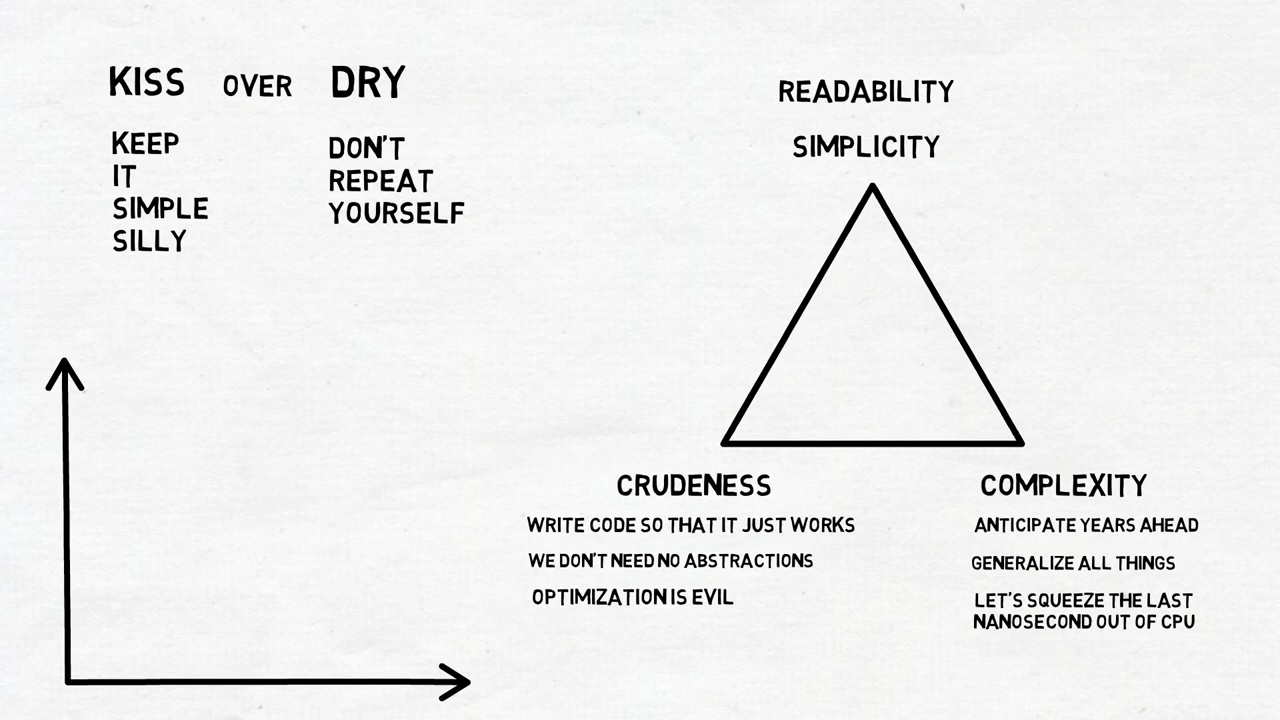 KISS OVER DRY
KEEP
IT
SIMPLE
SILLY
DON'T
REPEAT
YOURSELF
READABILITY
SIMPLICITY
CRUDENESS
WRITE CODE SO THAT IT JUST WORKS
WE DON'T NEED NO ABSTRACTIONS
OPTIMIZATION IS EVIL
COMPLEXITY
ANTICIPATE YEARS AHEAD
GENERALIZE ALL THINGS
LET'S SQUEEZE THE LAST
NANOSECOND OUT OF CPU